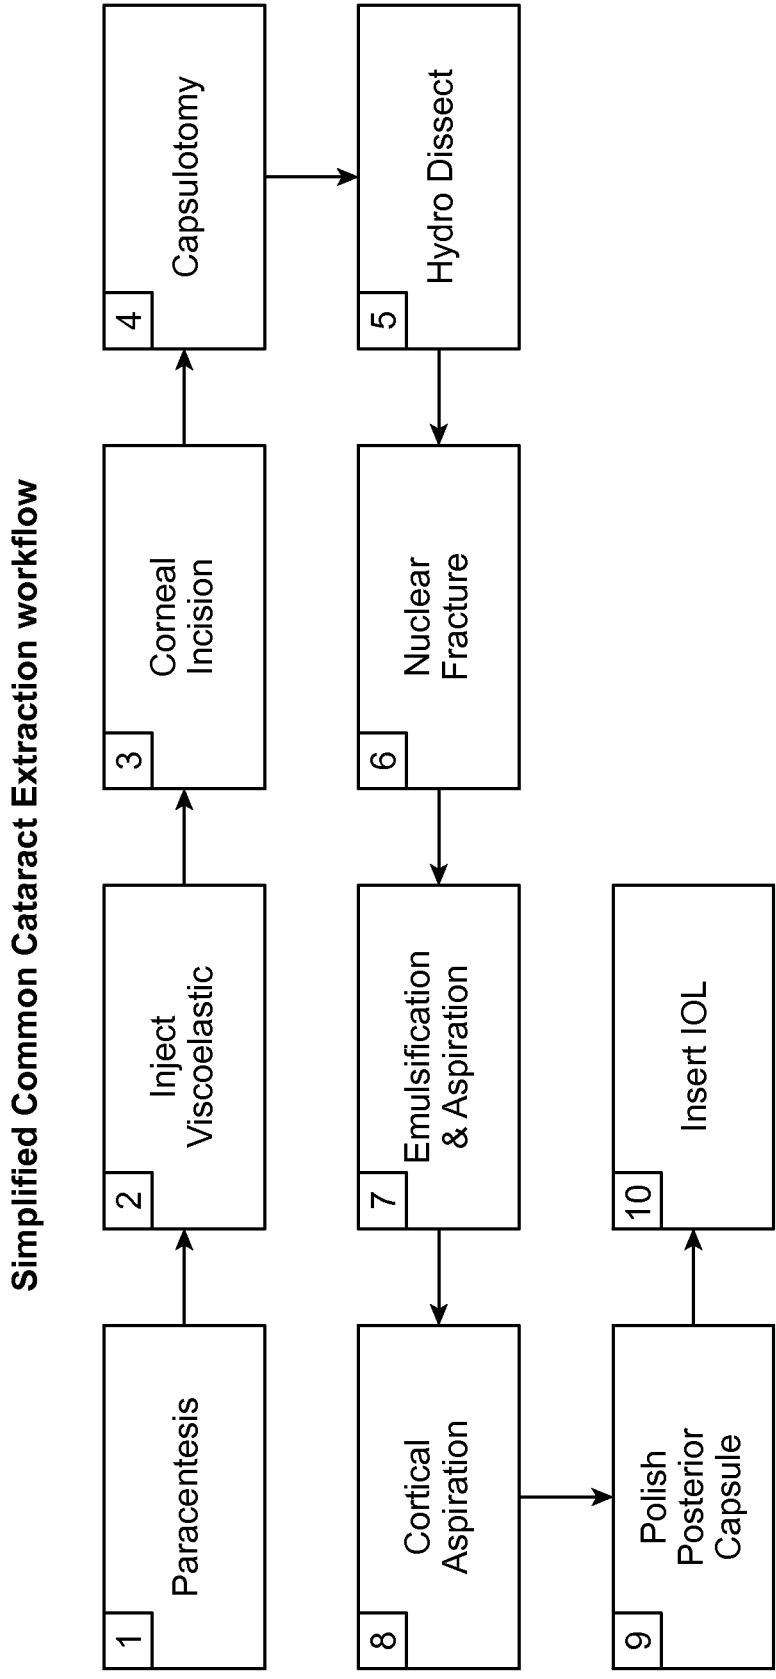 Simplified Common Cataract Extraction workflow
1
Paracentesis
2
Inject
Viscoelastic
3
Corneal
Incision
4
Capsulotomy
5
Hydro Dissect
6
Nuclear
Fracture
7
Emulsification
& Aspiration
8
Cortical
Aspiration
9
Polish
Posterior
Capsule
10
Insert IOL